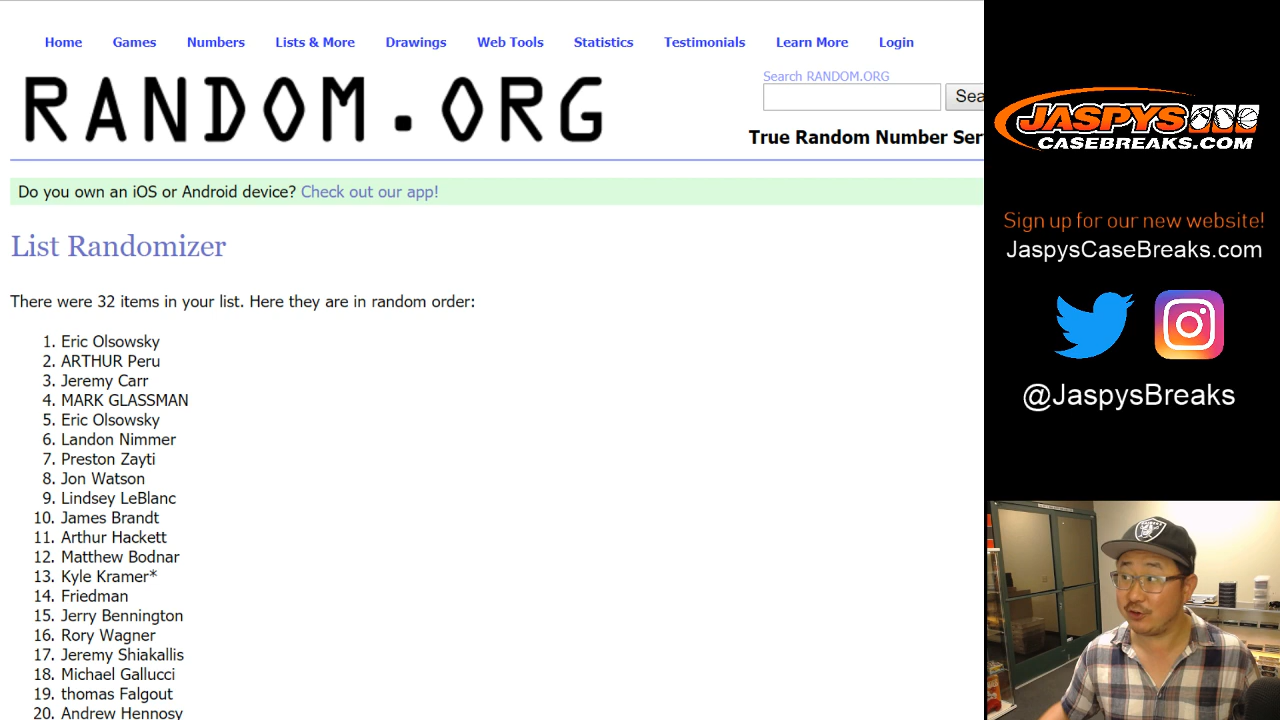 Home Games Numbers Lists & More Drawings Web Tools Statistics Testimonials Learn More Login
RANDOM.ORG
Search RANDOM.ORG
Sea
True Random Number Ser
Do you own an iOS or Android device? Check out our app!
List Randomizer
There were 32 items in your list. Here they are in random order:
1. Eric Olsowsky
2. ARTHUR Peru
3. Jeremy Carr
4. MARK GLASSMAN
5. Eric Olsowsky
6. Landon Nimmer
7. Preston Zayti
8. Jon Watson
9. Lindsey LeBlanc
10. James Brandt
11. Arthur Hackett
12. Matthew Bodnar
13. Kyle Kramer*
14. Friedman
15. Jerry Bennington
16. Rory Wagner
17. Jeremy Shiakallis
18. Michael Gallucci
19. thomas Falgout
20. Andrew Hennosy
JASPYS
CASEBREAKS.COM
Sign up for our new website!
JaspysCaseBreaks.com
@JaspysBreaks
RAIDERS